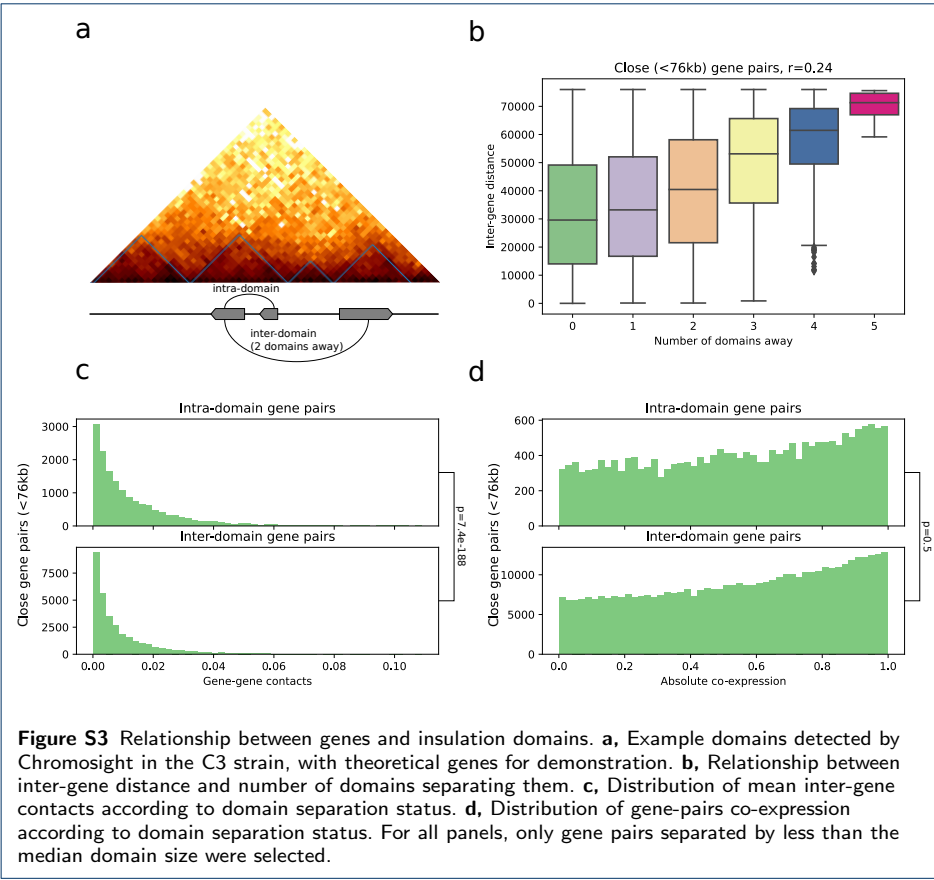 a
intra-domain
inter-domain
(2 domains away)
b
Close (<76kb) gene pairs, r=0.24
Inter-gene distance
70000
60000
50000
40000
30000
20000
10000
0
0 1 2 3 4 5
Number of domains away
c
Intra-domain gene pairs
Close gene pairs (<76kb)
3000
2000
1000
0
Inter-domain gene pairs
7500
5000
2500
0
0.00 0.02 0.04 0.06 0.08 0.10
Gene-gene contacts
p=7.4e-188
d
Intra-domain gene pairs
Close gene pairs (<76kb)
600
400
200
0
Inter-domain gene pairs
10000
5000
0
0.0 0.2 0.4 0.6 0.8 1.0
Absolute co-expression
p=0.5
Figure S3 Relationship between genes and insulation domains. a, Example domains detected by
Chromosight in the C3 strain, with theoretical genes for demonstration. b, Relationship between
inter-gene distance and number of domains separating them. c, Distribution of mean inter-gene
contacts according to domain separation status. d, Distribution of gene-pairs co-expression
according to domain separation status. For all panels, only gene pairs separated by less than the
median domain size were selected.